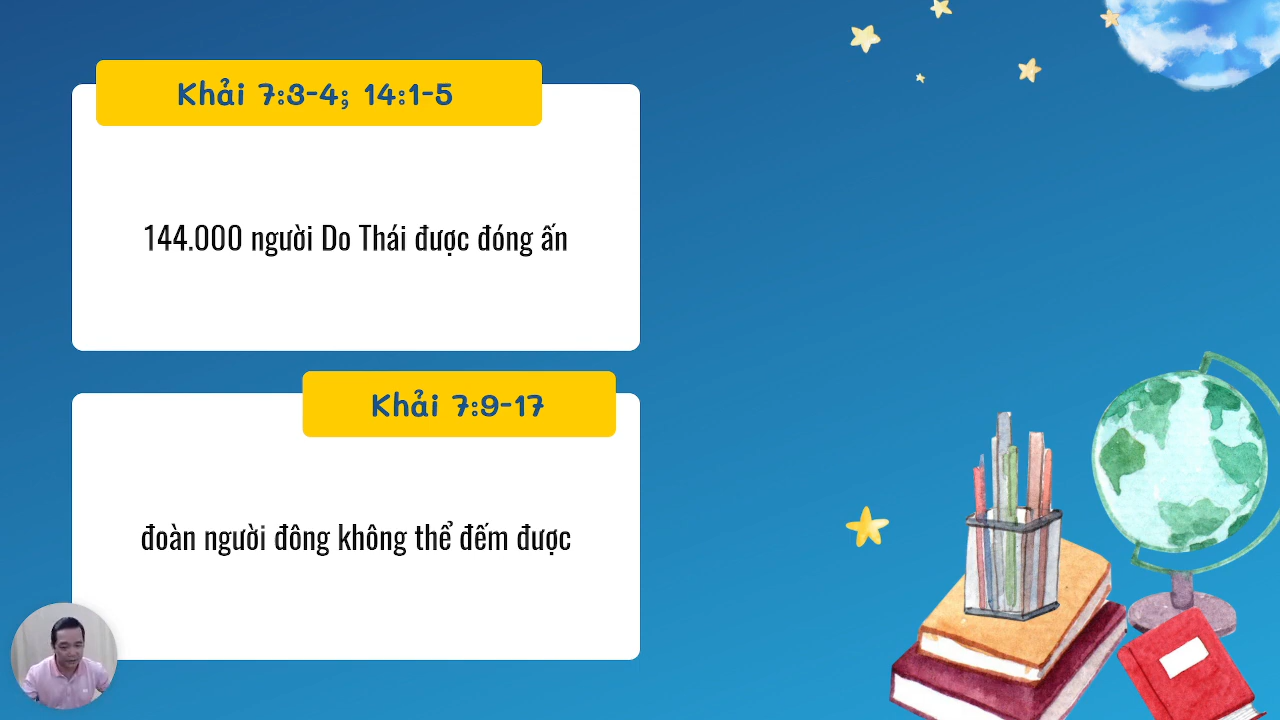 Khải 7:3-4; 14:1-5
144.000 người Do Thái được đóng ấn
Khải 7:9-17
đoàn người đông không thể đếm được